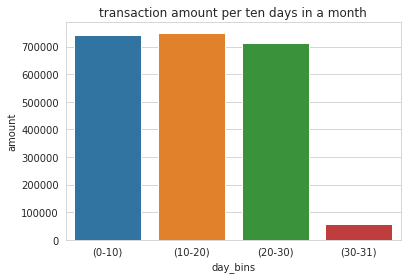 transaction amount per ten days in a month
700000
600000
500000
400000
300000
200000
100000
0
amount
(0-10) (10-20) (20-30) (30-31)
day_bins